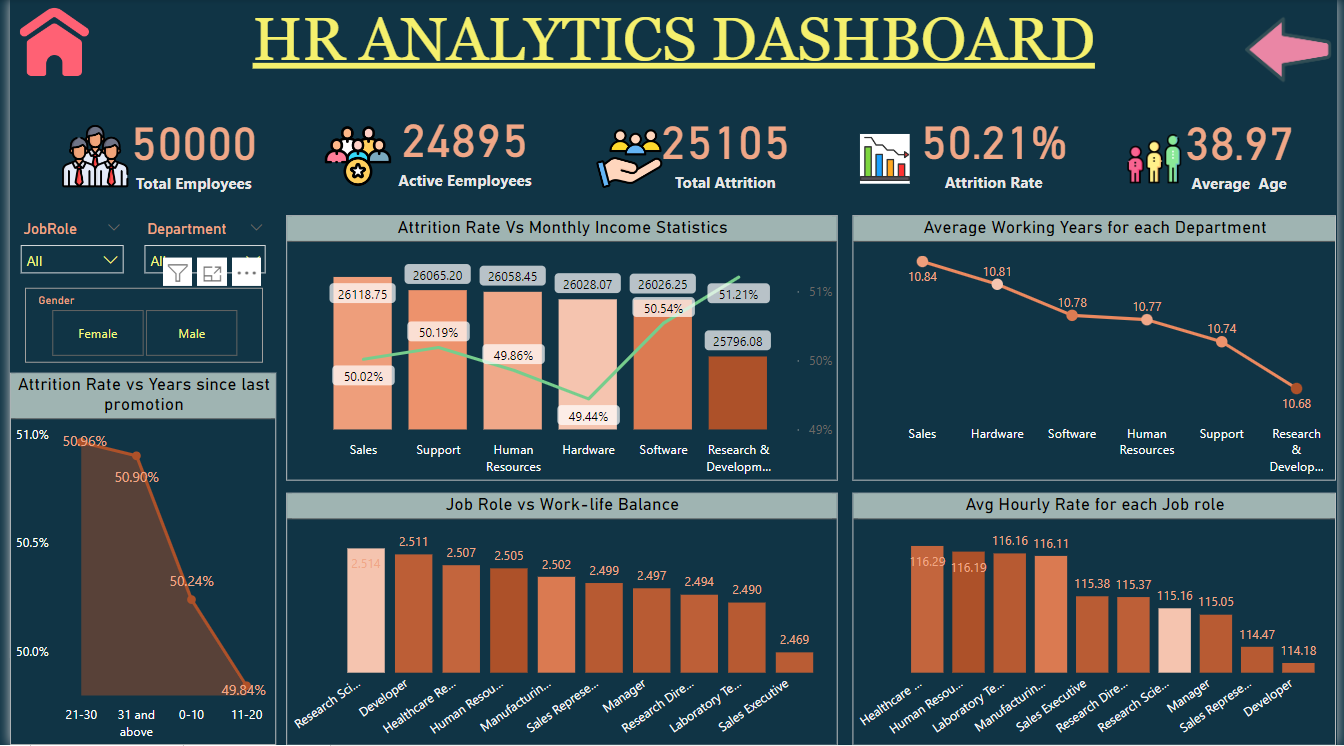 HR ANALYTICS DASHBOARD
50000
Total Employees
24895
Active Eemployees
25105
Total Attrition
50.21%
Attrition Rate
38.97
Average Age
JobRole
Department
All
Gender
Female
Male
Attrition Rate vs Years since last
promotion
51.0%
50.5%
50.0%
50.96%
50.90%
50.24%
49.84%
21-30
31 and
above
0-10
11-20
Attrition Rate Vs Monthly Income Statistics
26118.75
26065.20
26058.45
26028.07
26026.25
25796.08
50.02%
50.19%
49.86%
49.44%
50.54%
51.21%
51%
50%
49%
Sales
Support
Human
Resources
Hardware
Software
Research &
Developm...
Average Working Years for each Department
10.84
10.81
10.78
10.77
10.74
10.68
Sales
Hardware
Software
Human
Resources
Support
Research
&
Develop...
Job Role vs Work-life Balance
2.514
2.511
2.507
2.505
2.502
2.499
2.497
2.494
2.490
2.469
Research Sci...
Developer
Healthcare Re...
Human Resou...
Manufacturin...
Sales Represe...
Manager
Research Dire...
Laboratory Te...
Sales Executive
Avg Hourly Rate for each Job role
116.29
116.19
116.16
116.11
115.38
115.37
115.16
115.05
114.47
114.18
Healthcare ...
Human Resou...
Laboratory Te...
Manufacturin...
Sales Executive
Research Dire...
Research Scie...
Manager
Sales Represe...
Developer